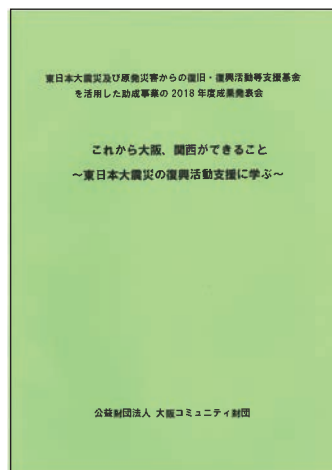 東日本大震災及び原発災害からの復旧・復興活動等支援基金
を活用した助成事業の2018年度成果発表会
これから大阪、関西ができること
～東日本大震災の復興活動支援に学ぶ～
公益財団法人 大阪コミュニティ財団